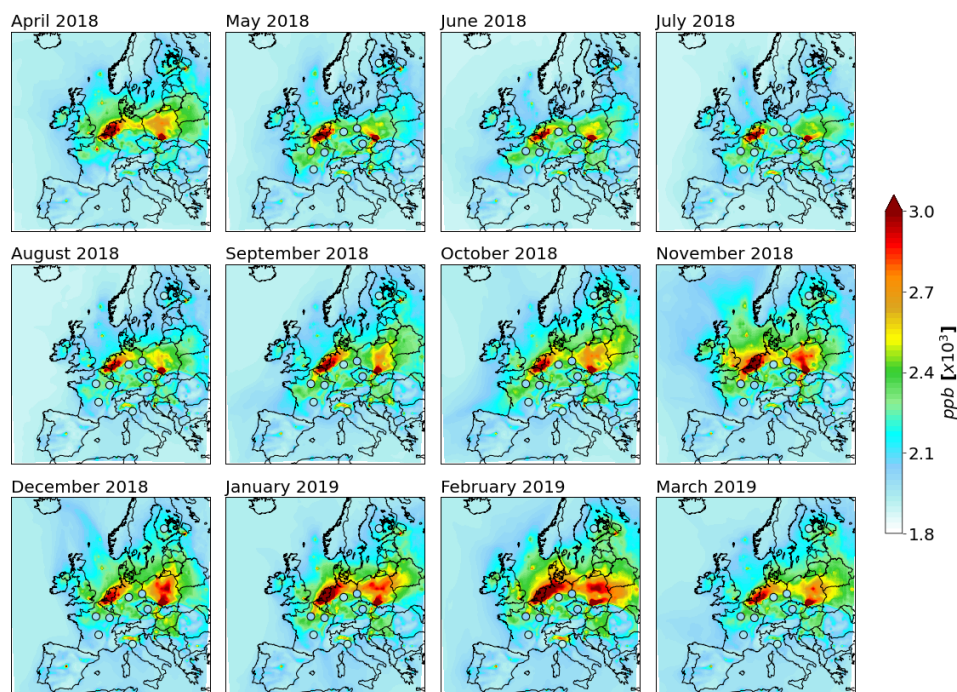 April 2018
May 2018
June 2018
July 2018
August 2018
September 2018
October 2018
November 2018
December 2018
January 2019
February 2019
March 2019
3.0
2.7
2.4
2.1
1.8
ppb [x10³]